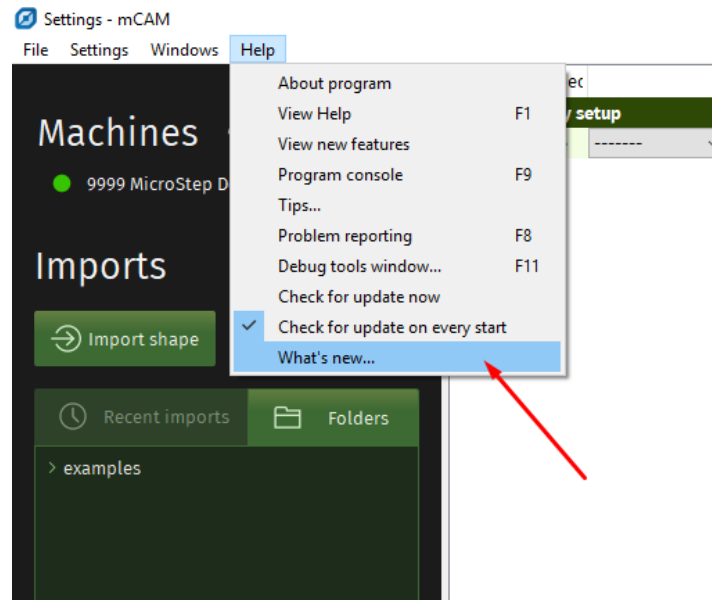 Settings - mCAM
File Settings Windows Help
About program
View Help F1
View new features
Program console F9
Tips...
Problem reporting F8
Debug tools window... F11
Check for update now
Check for update on every start
What's new...
setup
-------
Machines
9999 MicroStep D
Imports
Import shape
Recent imports Folders
examples